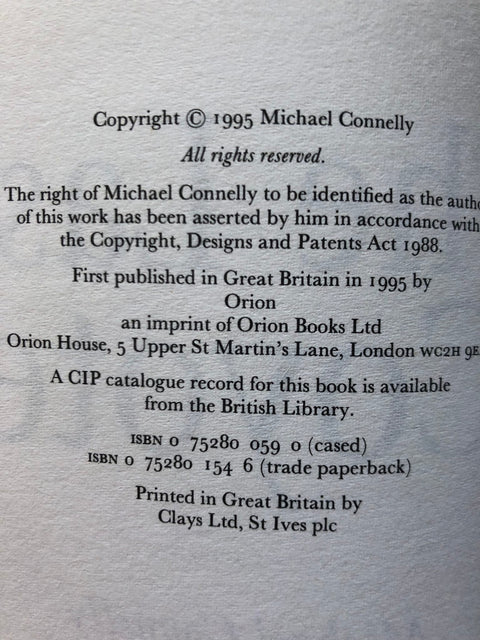 Copyright © 1995 Michael Connelly
All rights reserved.
The right of Michael Connelly to be identified as the autho
of this work has been asserted by him in accordance with
the Copyright, Designs and Patents Act 1988.
First published in Great Britain in 1995 by
Orion
an imprint of Orion Books Ltd
Orion House, 5 Upper St Martin's Lane, London WC2H 9E
A CIP catalogue record for this book is available
from the British Library.
ISBN 0 75280 059 0 (cased)
ISBN 0 75280 154 6 (trade paperback)
Printed in Great Britain by
Clays Ltd, St Ives plc